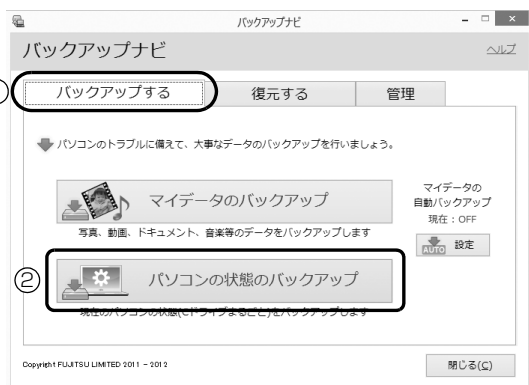 バックアップナビ
バックアップナビ
ヘルプ
バックアップする 復元する 管理
パソコンのトラブルに備えて、大事なデータのバックアップを行いましょう。
マイデータのバックアップ
写真、動画、ドキュメント、音楽等のデータをバックアップします
マイデータの
自動バックアップ
現在：OFF
AUTO 設定
② パソコンの状態のバックアップ
現在のパソコンの状態(Cドライブまるごと)をバックアップします
Copyright FUJITSU LIMITED 2011 - 2012
閉じる(C)